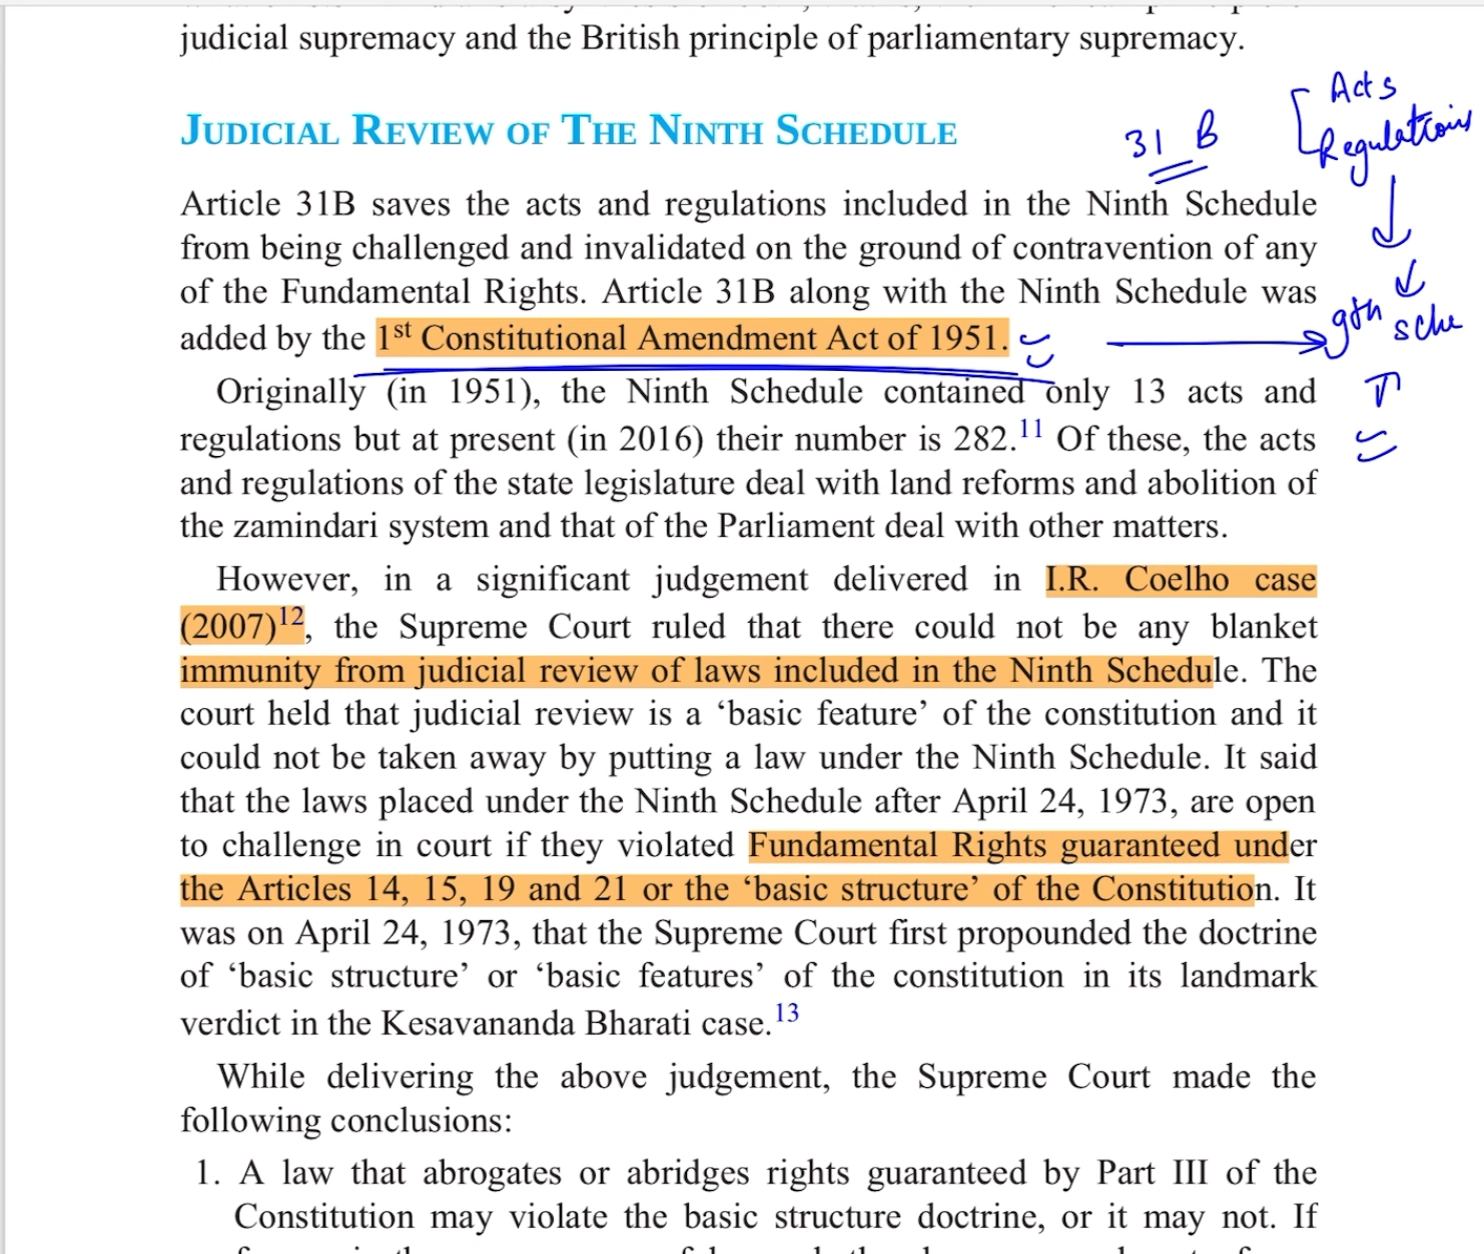 judicial supremacy and the British principle of parliamentary supremacy.
JUDICIAL REVIEW OF THE NINTH SCHEDULE
31 B
Acts
Regulations
Article 31B saves the acts and regulations included in the Ninth Schedule
from being challenged and invalidated on the ground of contravention of any
of the Fundamental Rights. Article 31B along with the Ninth Schedule was
added by the 1st Constitutional Amendment Act of 1951.
9th sche
Originally (in 1951), the Ninth Schedule contained only 13 acts and
regulations but at present (in 2016) their number is 282.11 Of these, the acts
and regulations of the state legislature deal with land reforms and abolition of
the zamindari system and that of the Parliament deal with other matters.
However, in a significant judgement delivered in I.R. Coelho case
(2007)12, the Supreme Court ruled that there could not be any blanket
immunity from judicial review of laws included in the Ninth Schedule. The
court held that judicial review is a ‘basic feature’ of the constitution and it
could not be taken away by putting a law under the Ninth Schedule. It said
that the laws placed under the Ninth Schedule after April 24, 1973, are open
to challenge in court if they violated Fundamental Rights guaranteed under
the Articles 14, 15, 19 and 21 or the ‘basic structure’ of the Constitution. It
was on April 24, 1973, that the Supreme Court first propounded the doctrine
of ‘basic structure’ or ‘basic features’ of the constitution in its landmark
verdict in the Kesavananda Bharati case.13
While delivering the above judgement, the Supreme Court made the
following conclusions:
1. A law that abrogates or abridges rights guaranteed by Part III of the
Constitution may violate the basic structure doctrine, or it may not. If